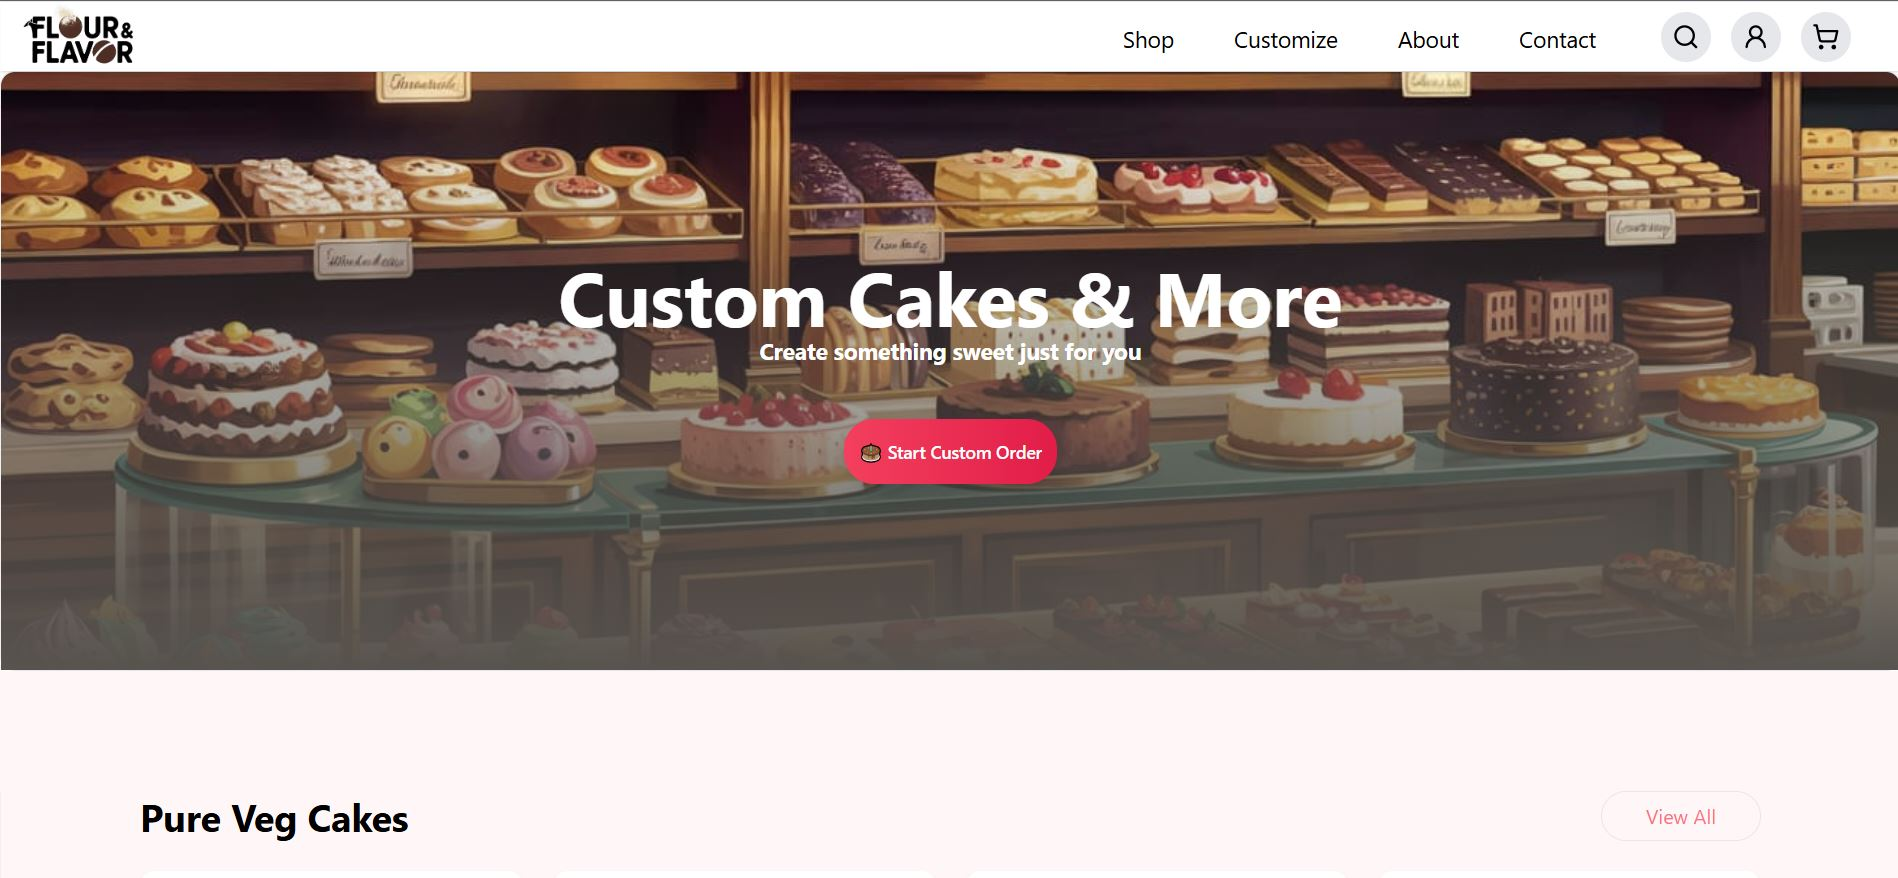 FLOUR &
FLAVOR
Shop
Customize
About
Contact
Custom Cakes & More
Create something sweet just for you
Start Custom Order
Pure Veg Cakes
View All